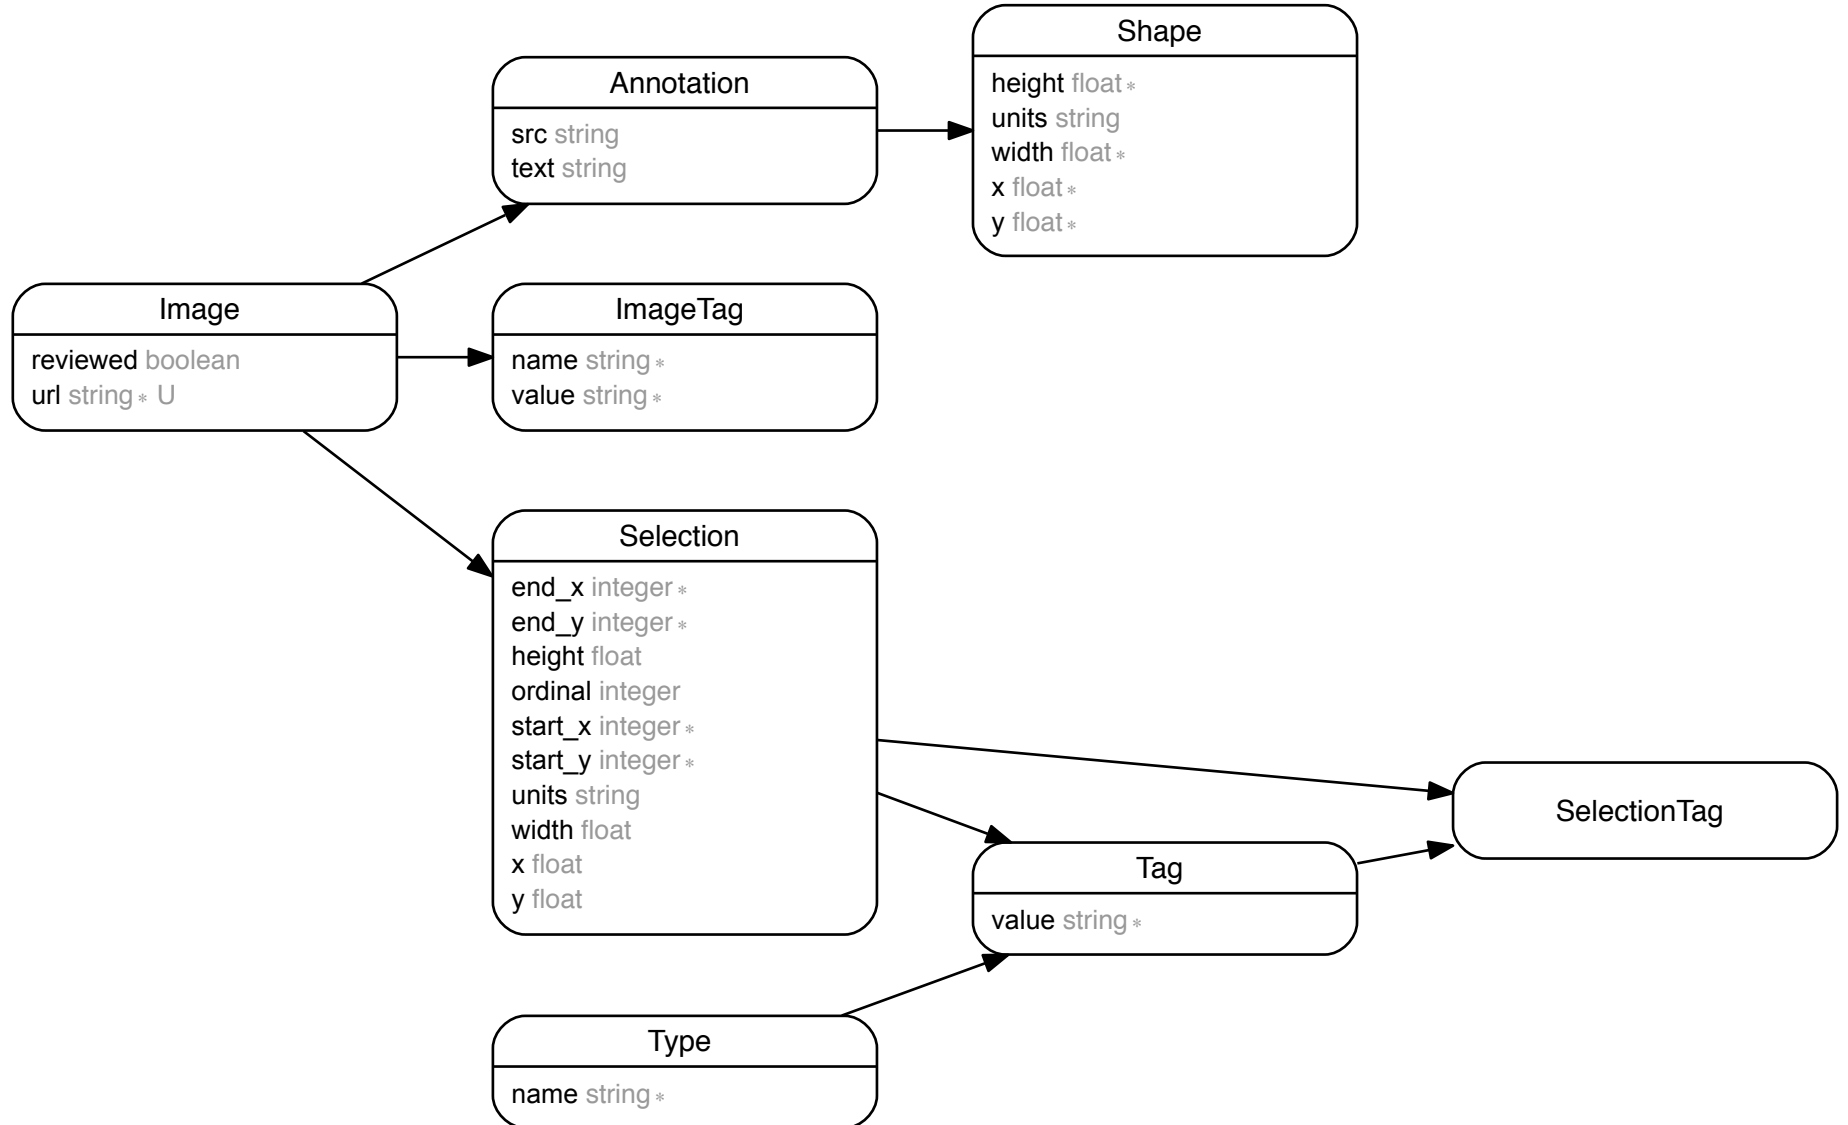 Shape
height float∗
units string
width float∗
x float∗
y float∗
Annotation
src string
text string
Image
reviewed boolean
url string∗ U
ImageTag
name string∗
value string∗
Selection
end_x integer∗
end_y integer∗
height float
ordinal integer
start_x integer∗
start_y integer∗
units string
width float
x float
y float
SelectionTag
Tag
value string∗
Type
name string∗